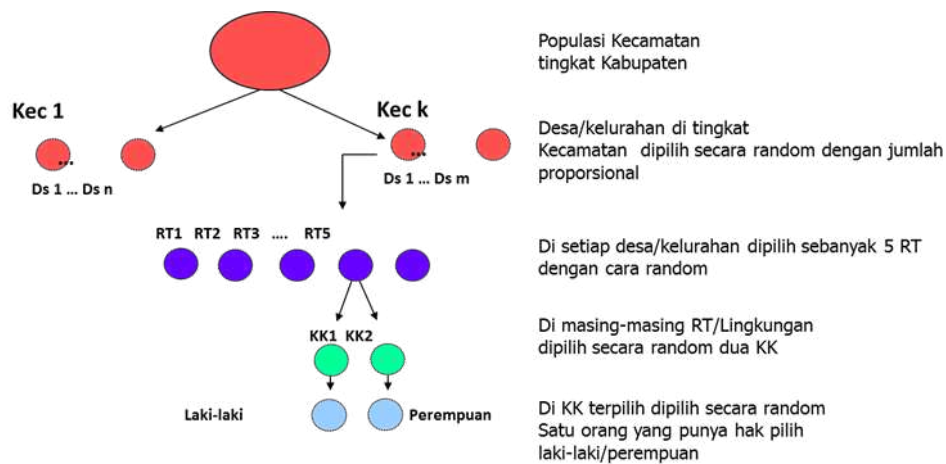 Populasi Kecamatan
tingkat Kabupaten
Kec 1
Kec k
Desa/kelurahan di tingkat
Kecamatan dipilih secara random dengan jumlah
proporsional
...
...
Ds 1 ... Ds n
Ds 1 ... Ds m
RT1 RT2 RT3 .... RT5
Di setiap desa/kelurahan dipilih sebanyak 5 RT
dengan cara random
KK1 KK2
Di masing-masing RT/Lingkungan
dipilih secara random dua KK
Laki-laki
Perempuan
Di KK terpilih dipilih secara random
Satu orang yang punya hak pilih
laki-laki/perempuan